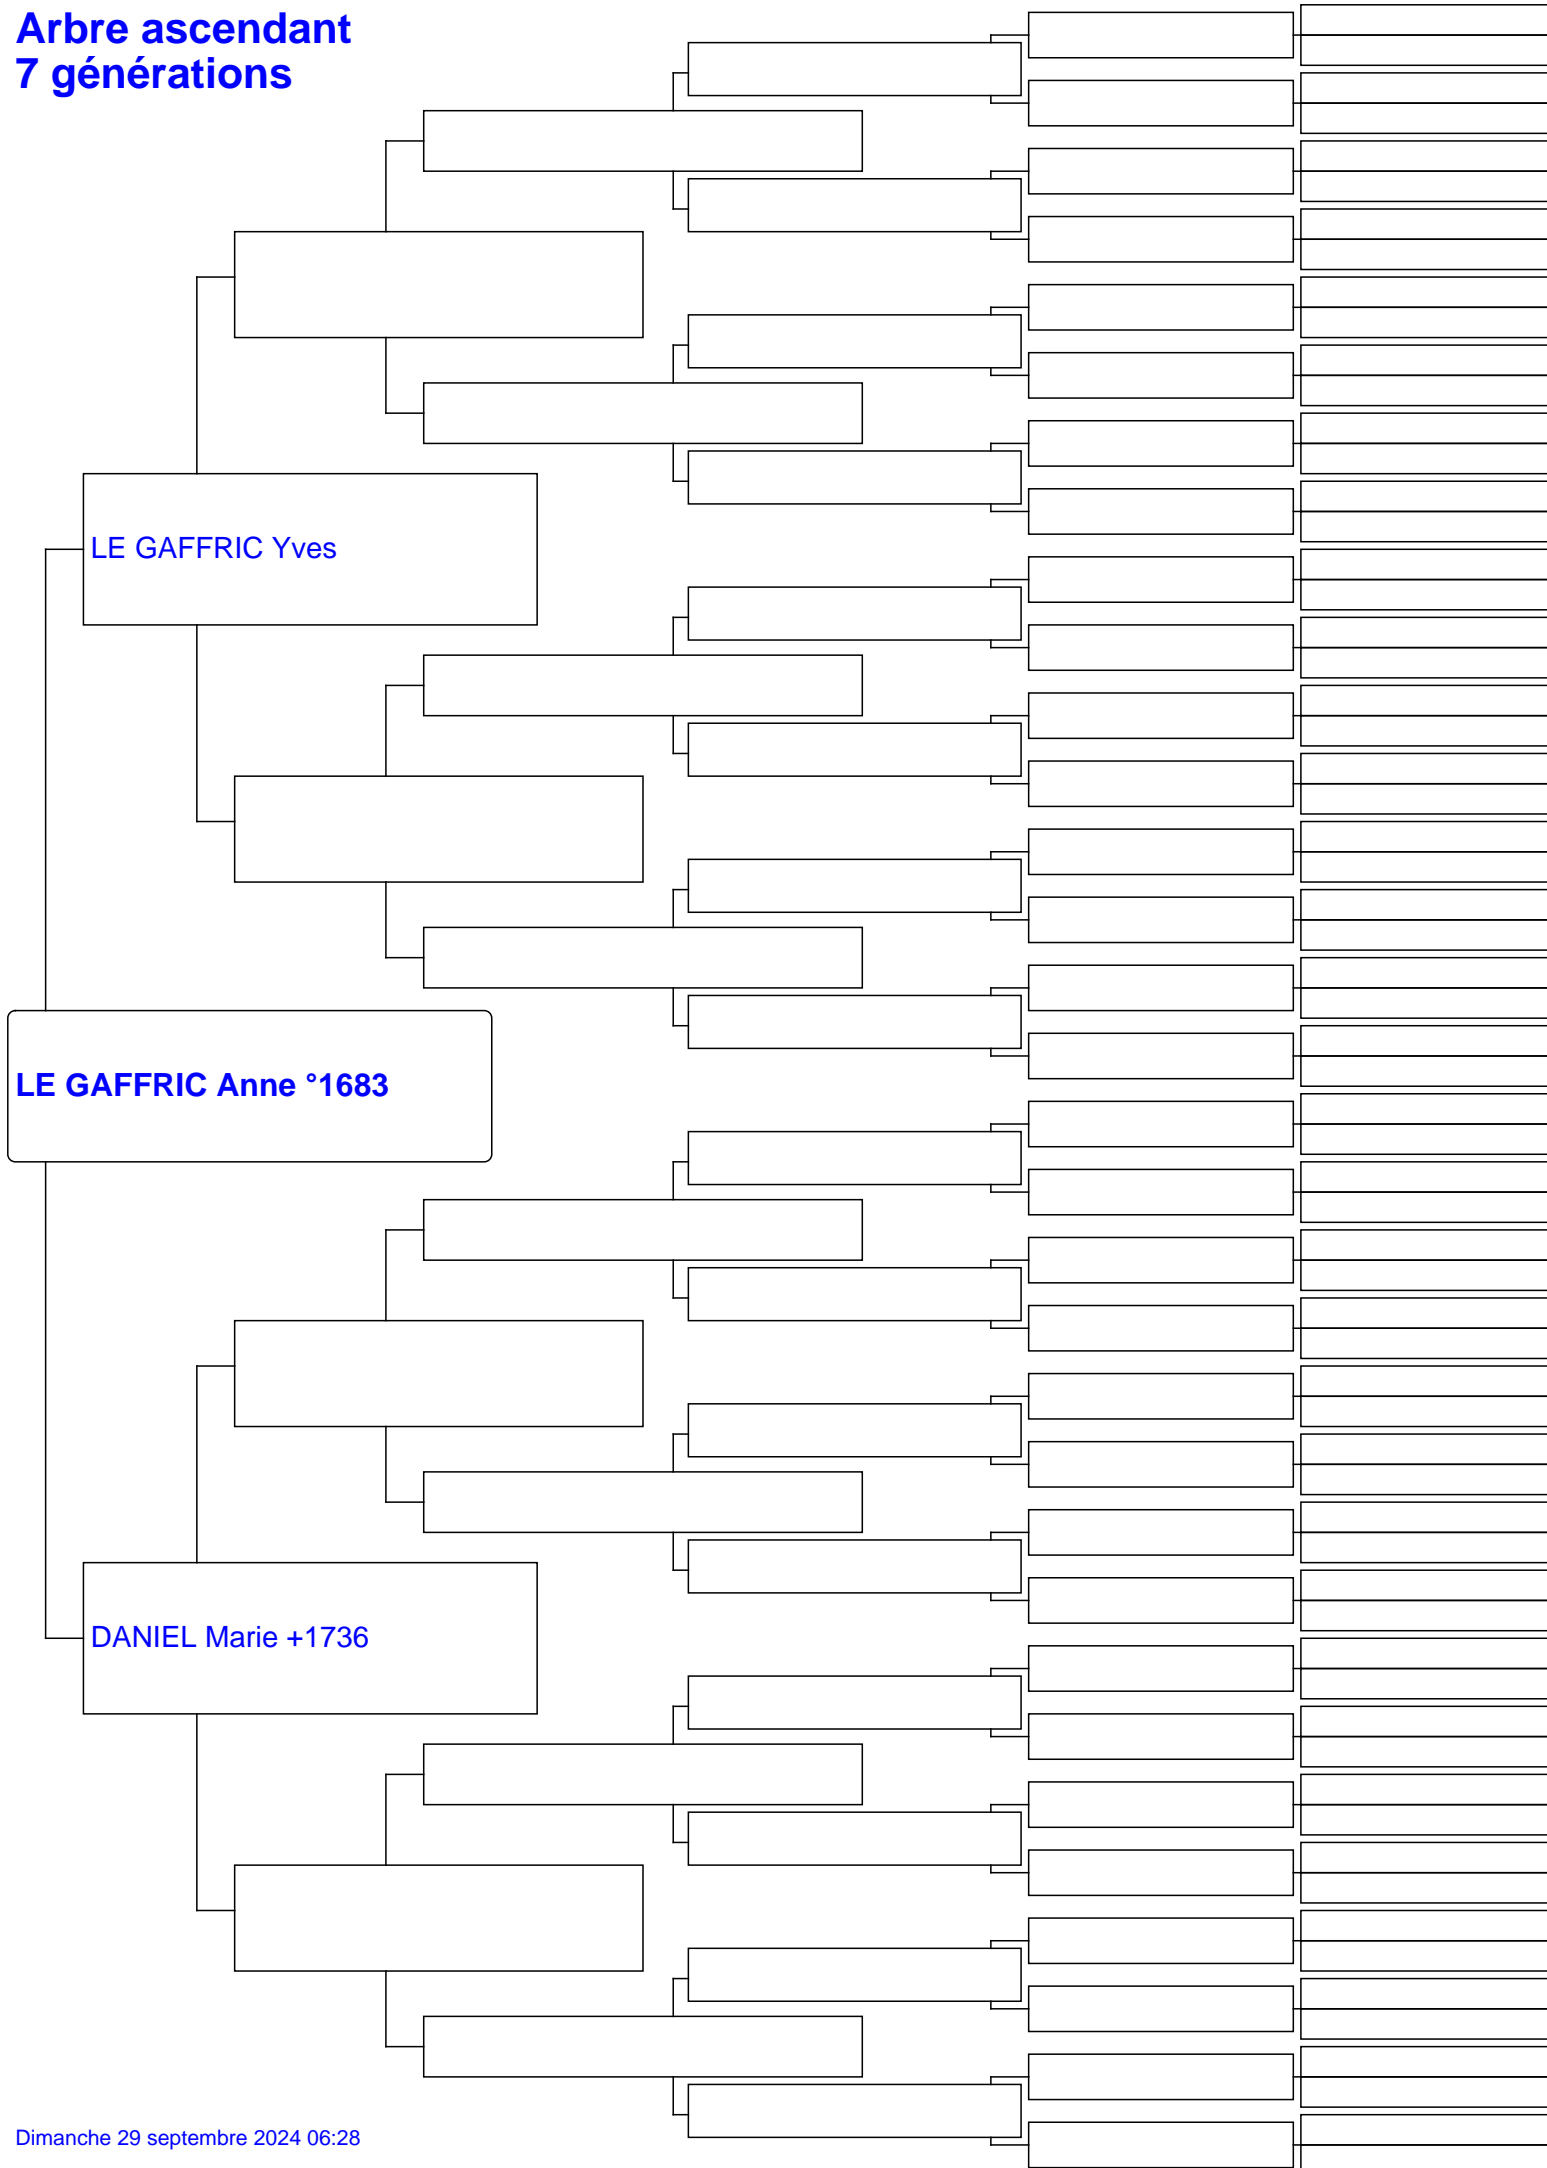 Arbre ascendant
7 générations
LE GAFFRIC Yves
LE GAFFRIC Anne °1683
DANIEL Marie +1736
Dimanche 29 septembre 2024 06:28